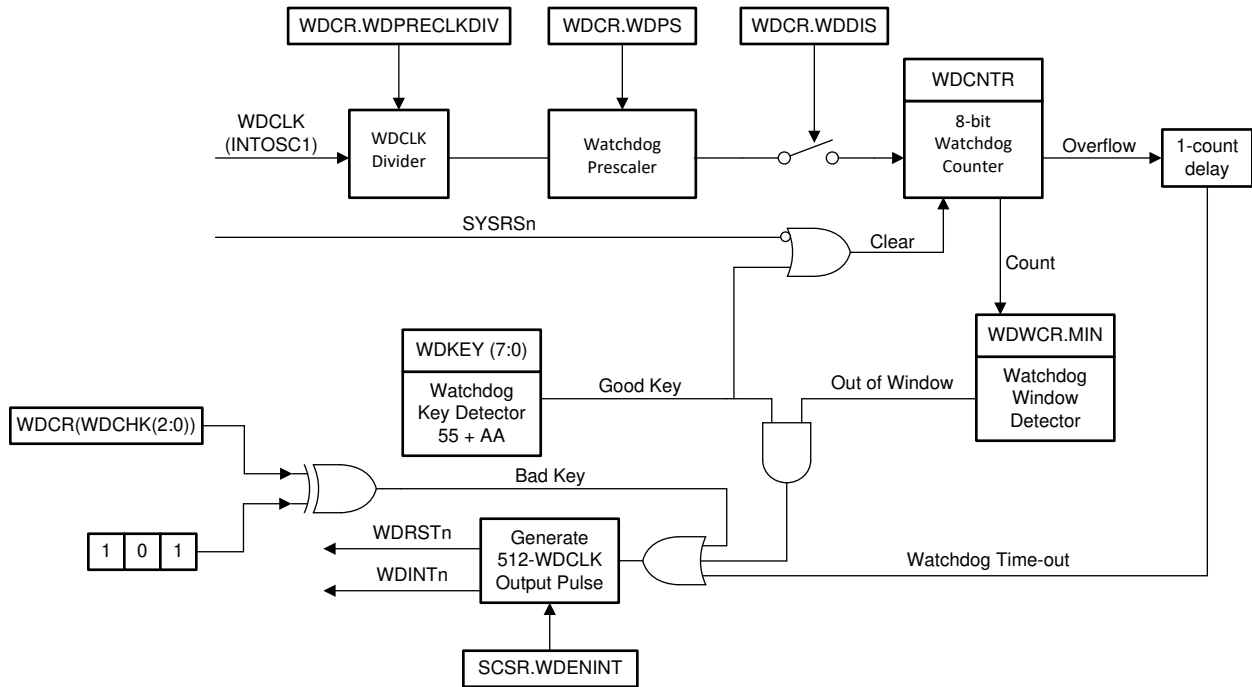 WDCR.WDPRECLKDIV
WDCR.WDPS
WDCR.WDDIS
WDCLK
(INTOSC1)
WDCLK
Divider
Watchdog
Prescaler
WDCNTR
8-bit
Watchdog
Counter
Overflow
1-count
delay
SYSRSn
Clear
Count
WDKEY (7:0)
Watchdog
Key Detector
55 + AA
Good Key
Out of Window
WDWCR.MIN
Watchdog
Window
Detector
WDCR(WDCHK(2:0))
Bad Key
1 0 1
WDRSTn
WDINTn
Generate
512-WDCLK
Output Pulse
Watchdog Time-out
SCSR.WDENINT